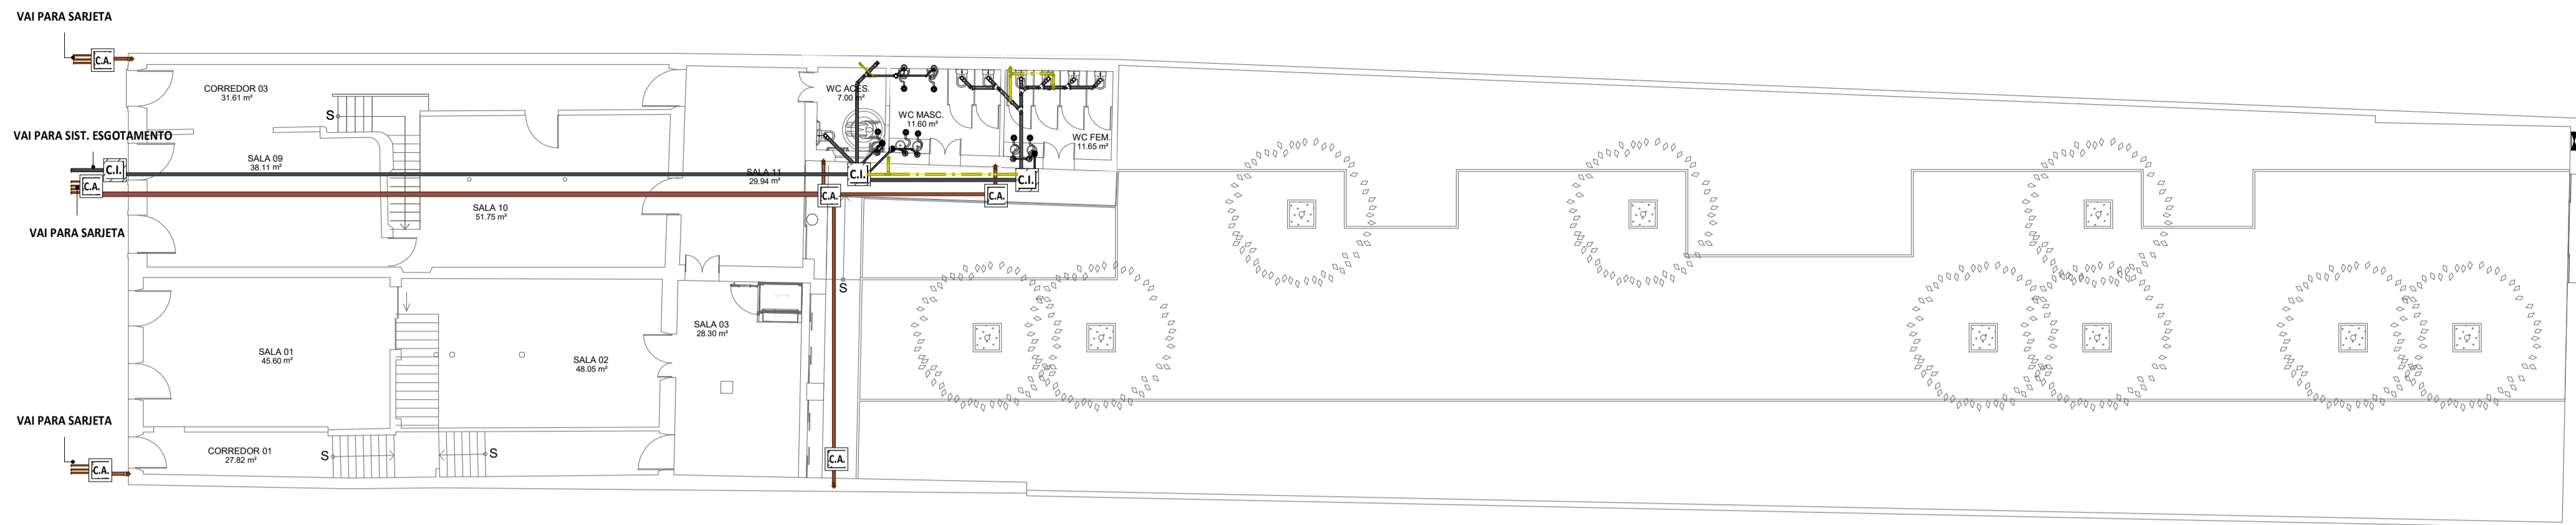 VAI PARA SARJETA
C.A.
CORREDOR 03
31.61 m²
S
WC ACES.
7.00 m²
WC MASC.
11.60 m²
WC FEM.
11.65 m²
VAI PARA SIST. ESGOTAMENTO
C.I.
C.A.
SALA 09
38.11 m²
SALA 11
29.94 m²
C.I.
C.I.
C.A.
C.A.
SALA 10
51.75 m²
VAI PARA SARJETA
S
SALA 03
28.30 m²
SALA 01
45.60 m²
SALA 02
48.05 m²
VAI PARA SARJETA
C.A.
CORREDOR 01
27.82 m²
S
S
C.A.